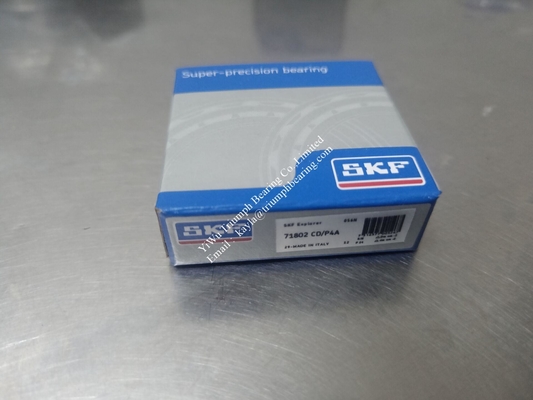 Super-precision bearing
SKF
YiWu Triumph Bearing Co.,Limited
Email: kayla@triumphbearing.com
SKF
SKF Explorer
71802 CD/P4A
MADE IN ITALY